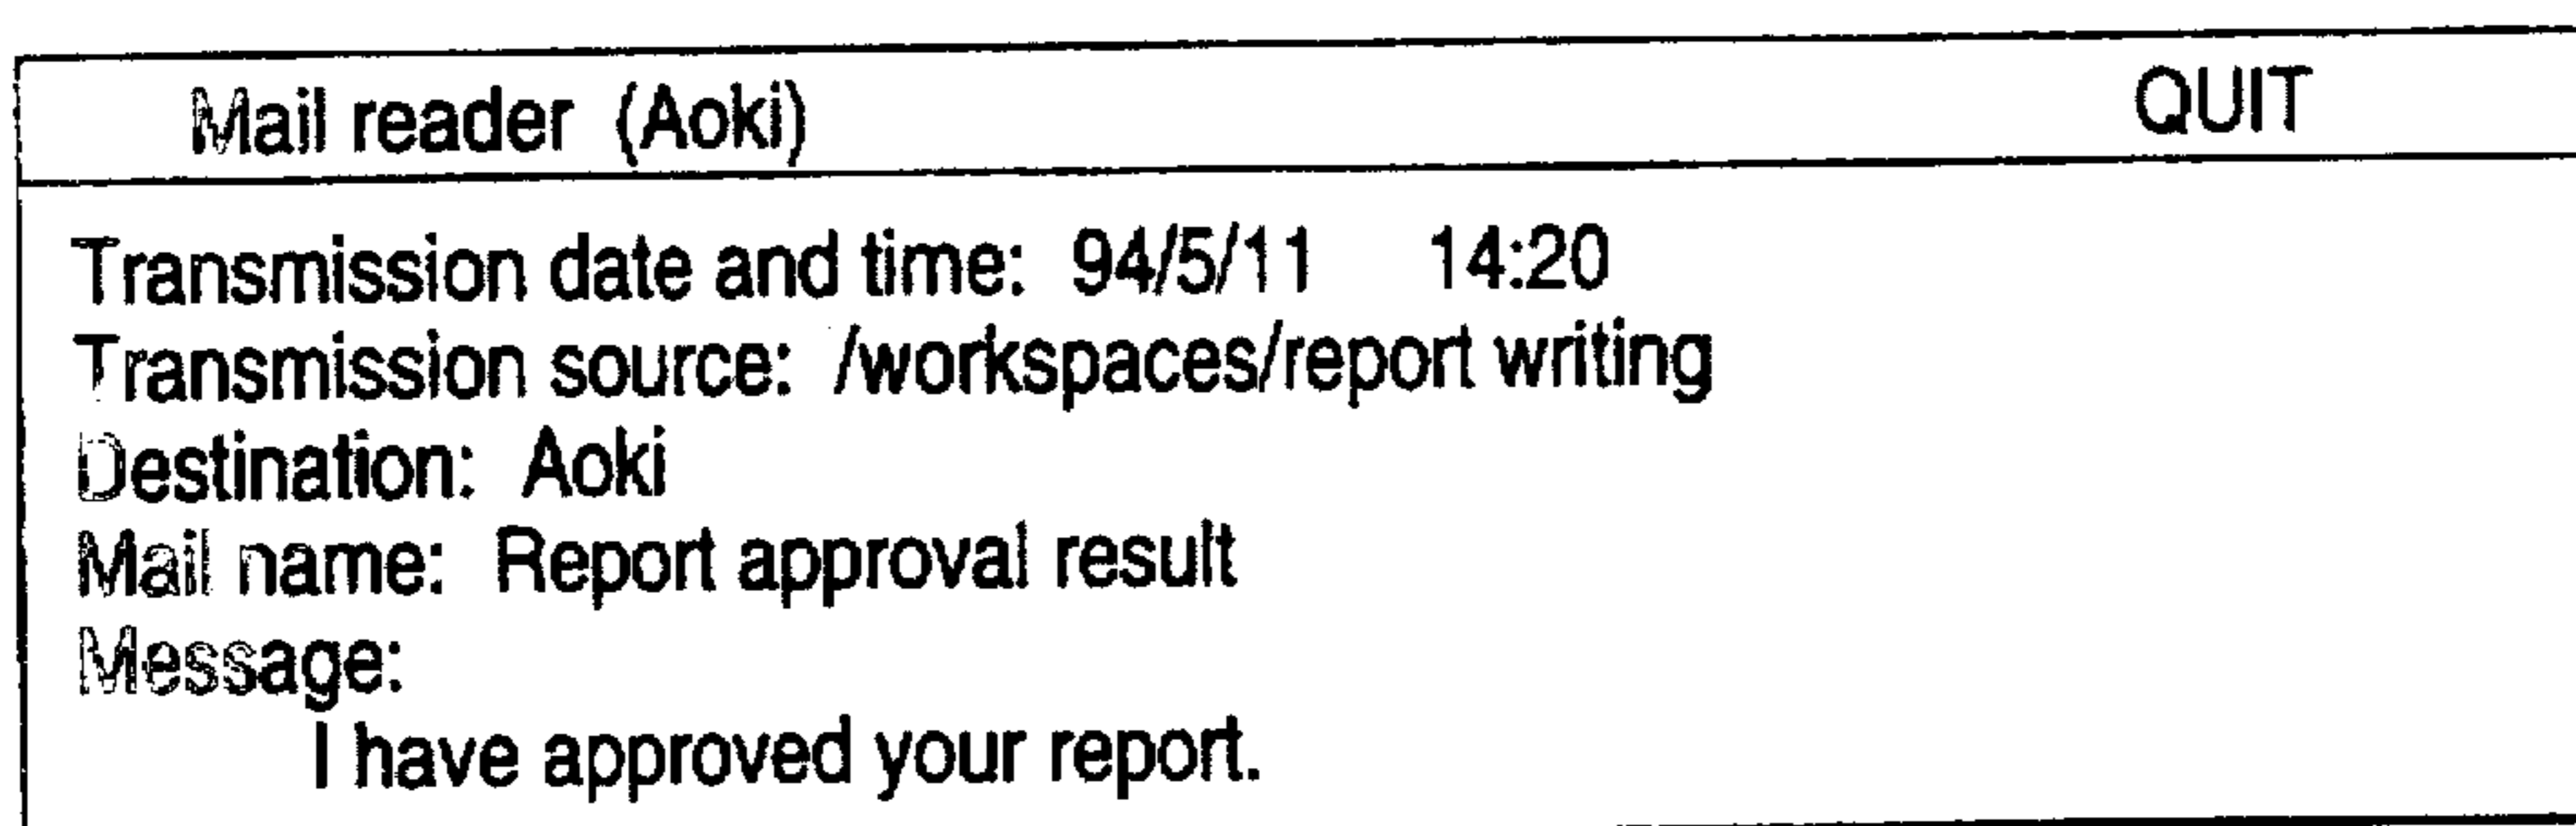 Mail reader (Aoki) QUIT
Transmission date and time: 94/5/11 14:20
Transmission source: /workspaces/report writing
Destination: Aoki
Mail name: Report approval result
Message:
I have approved your report.